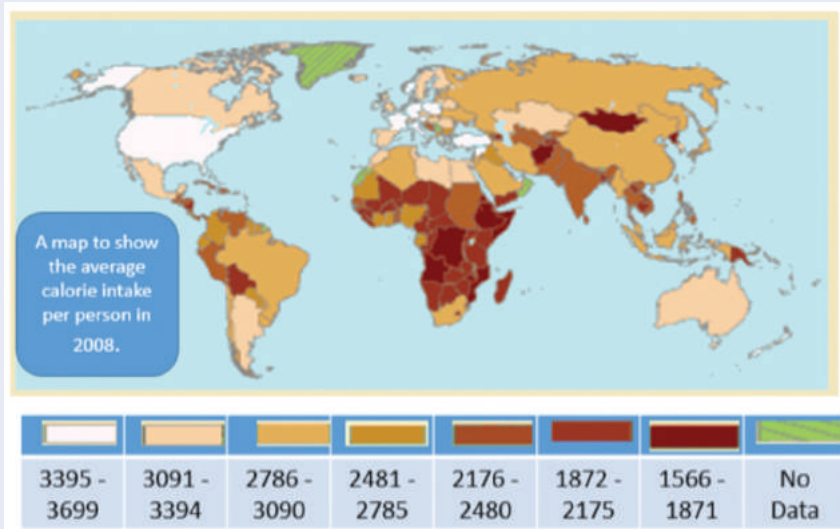 A map to show
the average
calorie intake
per person in
2008.
3395 - 3091 - 2786 - 2481 - 2176 - 1872 - 1566 - No
3699 3394 3090 2785 2480 2175 1871 Data